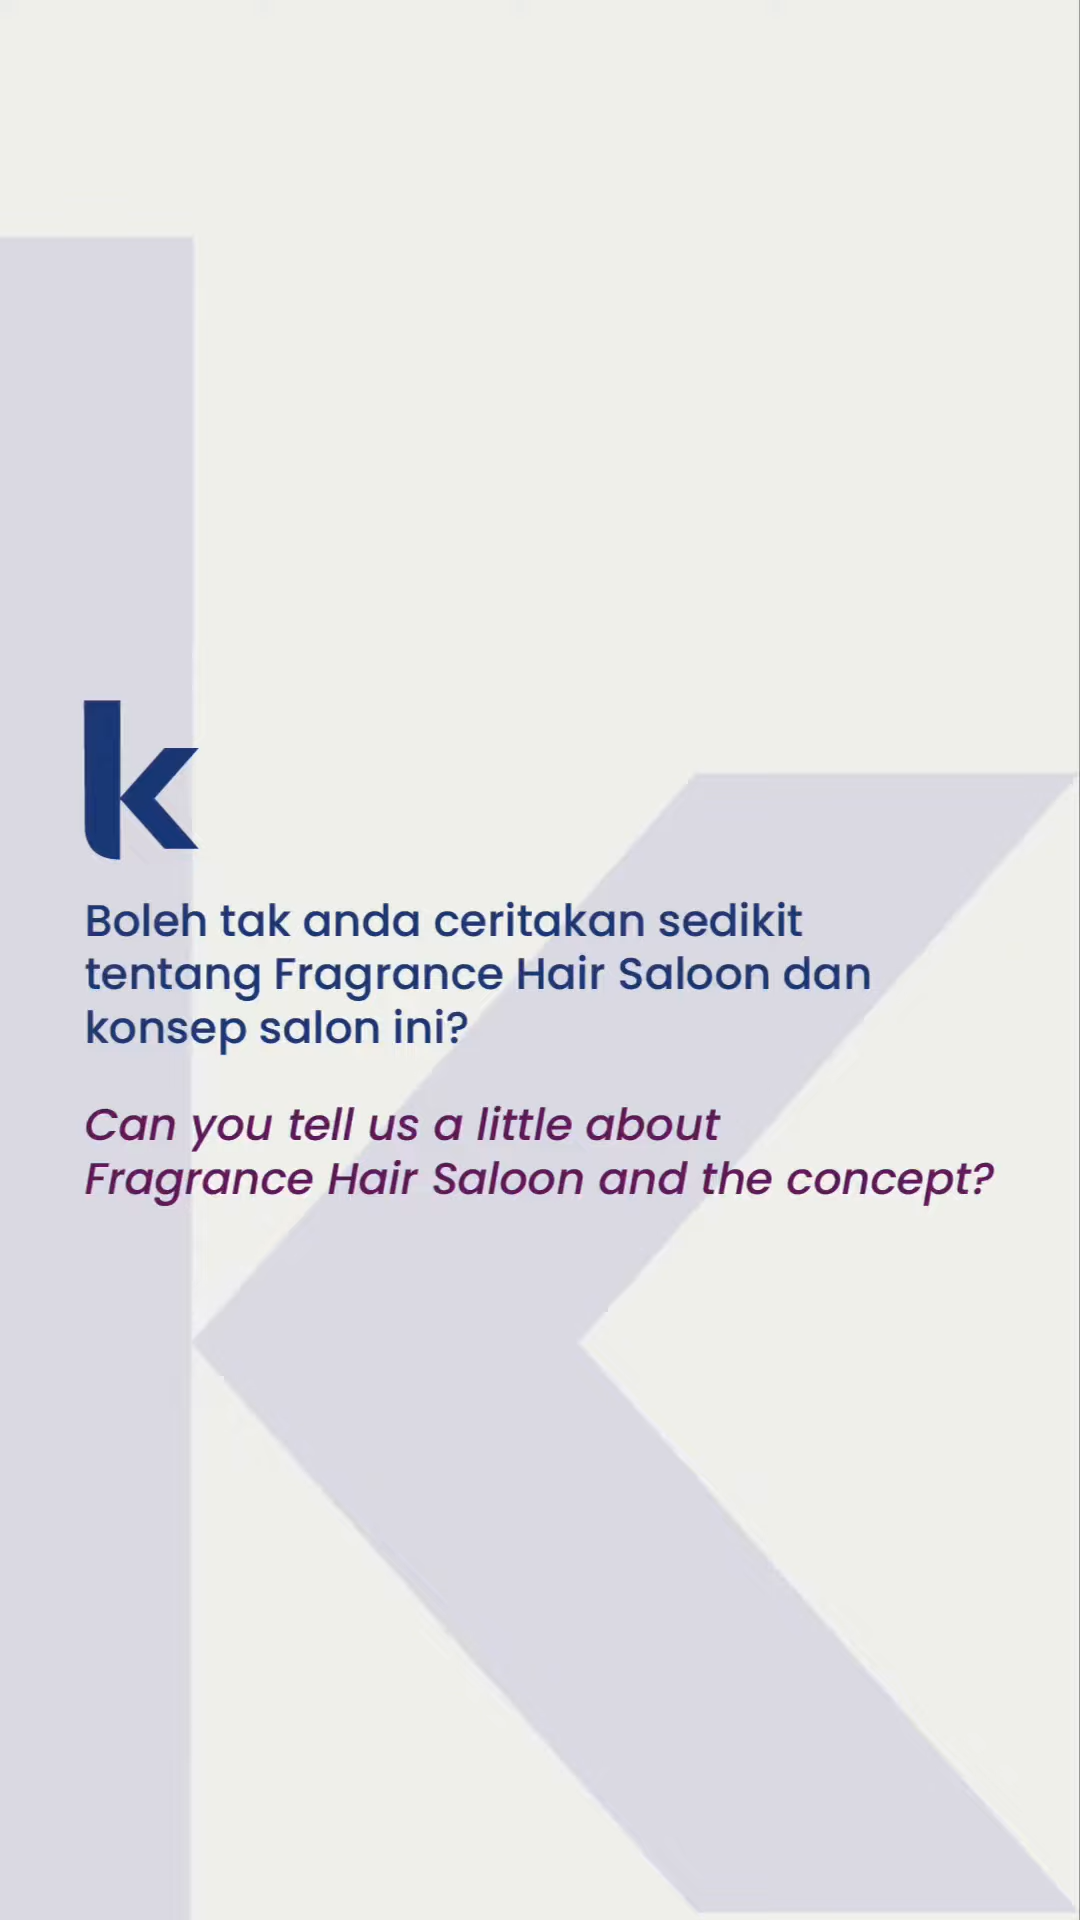 k
Boleh tak anda ceritakan sedikit
tentang Fragrance Hair Saloon dan
konsep salon ini?
Can you tell us a little about
Fragrance Hair Saloon and the concept?